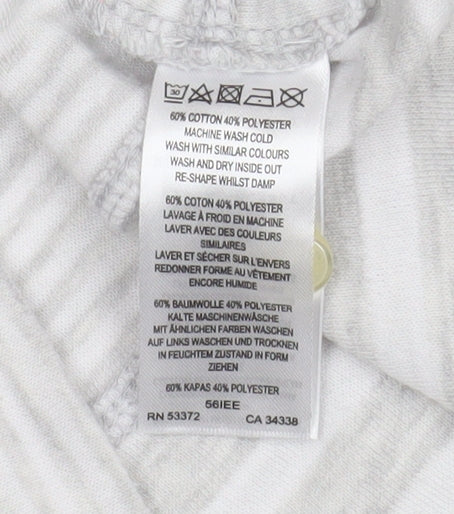 30
60% COTTON 40% POLYESTER
MACHINE WASH COLD
WASH WITH SIMILAR COLOURS
WASH AND DRY INSIDE OUT
RE-SHAPE WHILST DAMP
60% COTON 40% POLYESTER
LAVAGE À FROID EN MACHINE
LAVER AVEC DES COULEURS
SIMILAIRES
LAVER ET SÉCHER SUR L'ENVERS
REDONNER FORME AU VÊTEMENT
ENCORE HUMIDE
60% BAUMWOLLE 40% POLYESTER
KALTE MASCHINENWÄSCHE
MIT ÄHNLICHEN FARBEN WASCHEN
AUF LINKS WASCHEN UND TROCKNEN
IN FEUCHTEM ZUSTAND IN FORM
ZIEHEN
60% KAPAS 40% POLYESTER
56IEE
RN 53372 CA 34338